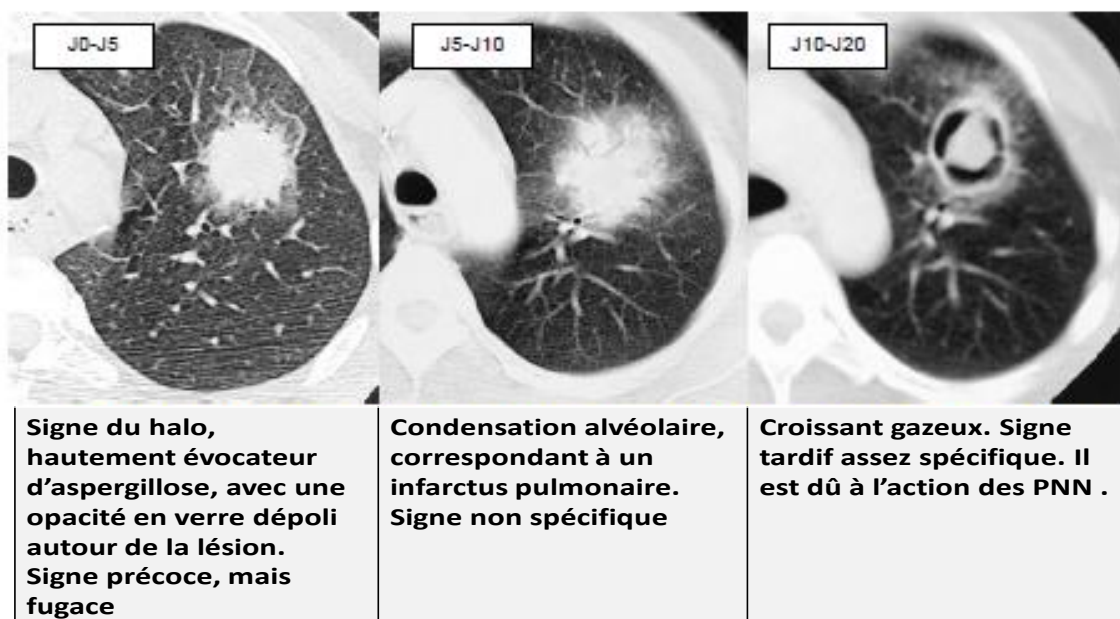 J0-J5
J5-J10
J10-J20
Signe du halo,
hautement évocateur
d’aspergillose, avec une
opacité en verre dépoli
autour de la lésion.
Signe précoce, mais
fugace
Condensation alvéolaire,
correspondant à un
infarctus pulmonaire.
Signe non spécifique
Croissant gazeux. Signe
tardif assez spécifique. Il
est dû à l’action des PNN .